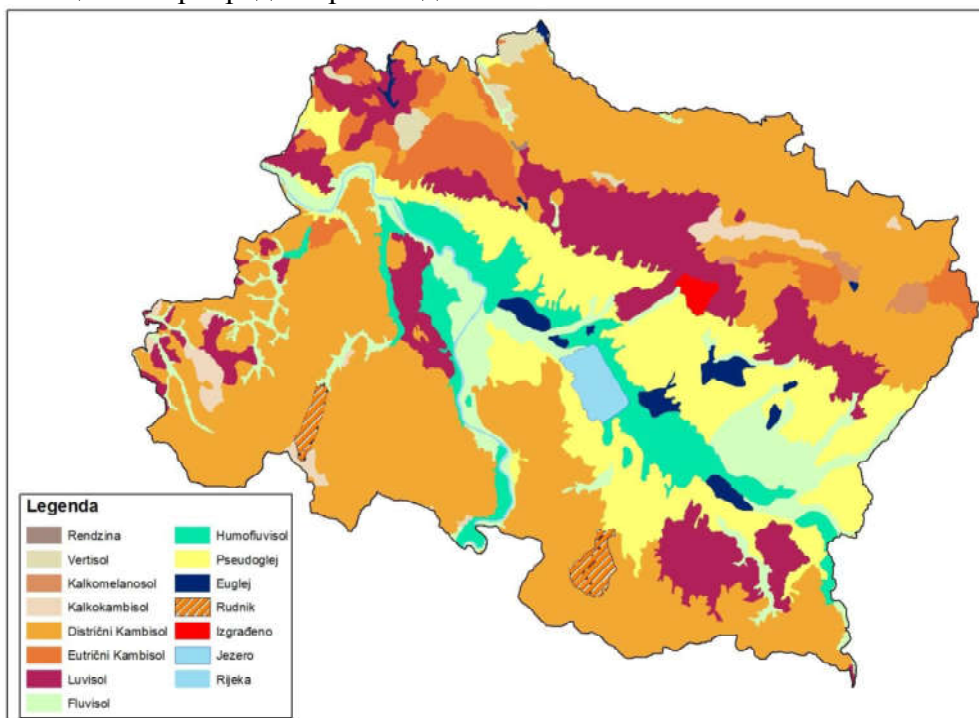 Legenda
Rendzina
Vertisol
Kalkomelanosol
Kalkokambisol
Distrični Kambisol
Eutrični Kambisol
Luvisol
Fluvisol
Humofluvisol
Pseudoglej
Euglej
Rudnik
Izgrađeno
Jezero
Rijeka